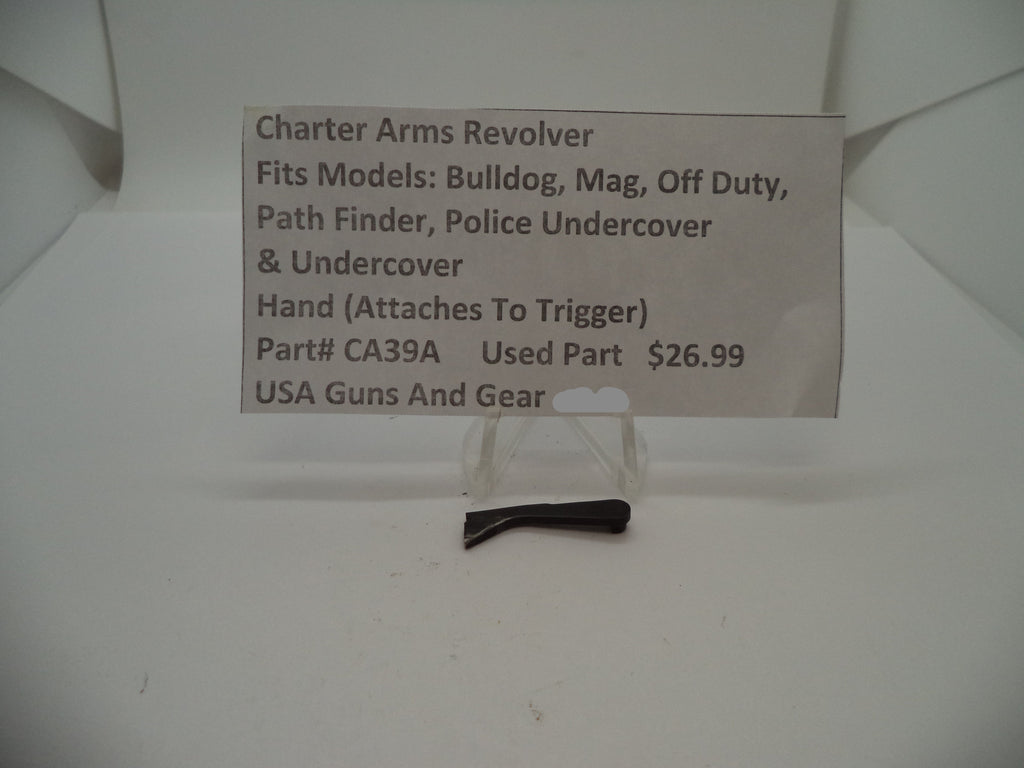 Charter Arms Revolver
Fits Models: Bulldog, Mag, Off Duty,
Path Finder, Police Undercover
& Undercover
Hand (Attaches To Trigger)
Part# CA39A Used Part $26.99
USA Guns And Gear